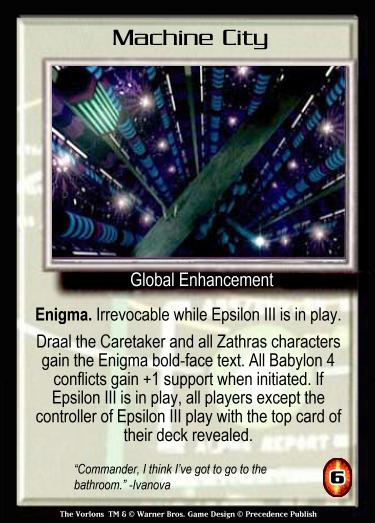 Machine City
Global Enhancement
Enigma. Irrevocable while Epsilon III is in play.
Draal the Caretaker and all Zathras characters
gain the Enigma bold-face text. All Babylon 4
conflicts gain +1 support when initiated. If
Epsilon III is in play, all players except the
controller of Epsilon III play with the top card of
their deck revealed.
"Commander, I think I've got to go to the
bathroom." -Ivanova
6
The Vorlons TM & © Warner Bros. Game Design © Precedence Publish